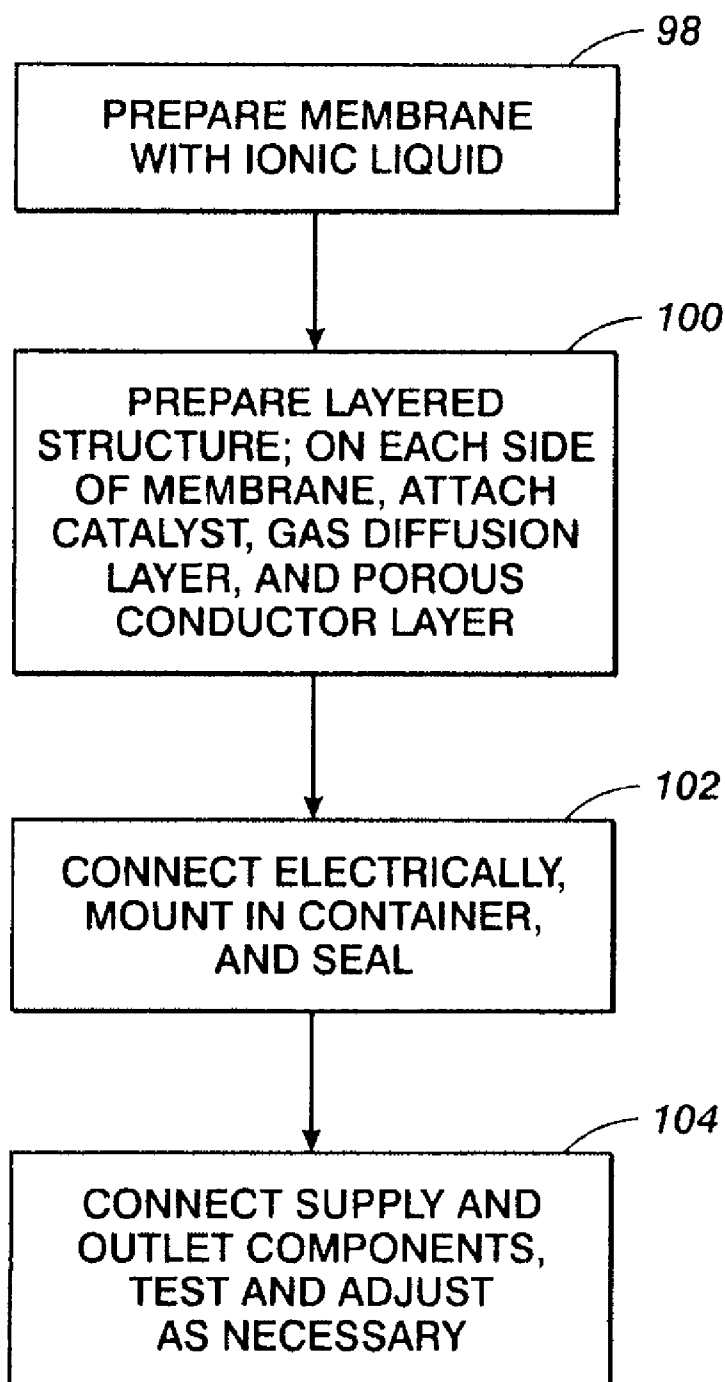 98
PREPARE MEMBRANE
WITH IONIC LIQUID
100
PREPARE LAYERED
STRUCTURE; ON EACH SIDE
OF MEMBRANE, ATTACH
CATALYST, GAS DIFFUSION
LAYER, AND POROUS
CONDUCTOR LAYER
102
CONNECT ELECTRICALLY,
MOUNT IN CONTAINER,
AND SEAL
104
CONNECT SUPPLY AND
OUTLET COMPONENTS,
TEST AND ADJUST
AS NECESSARY